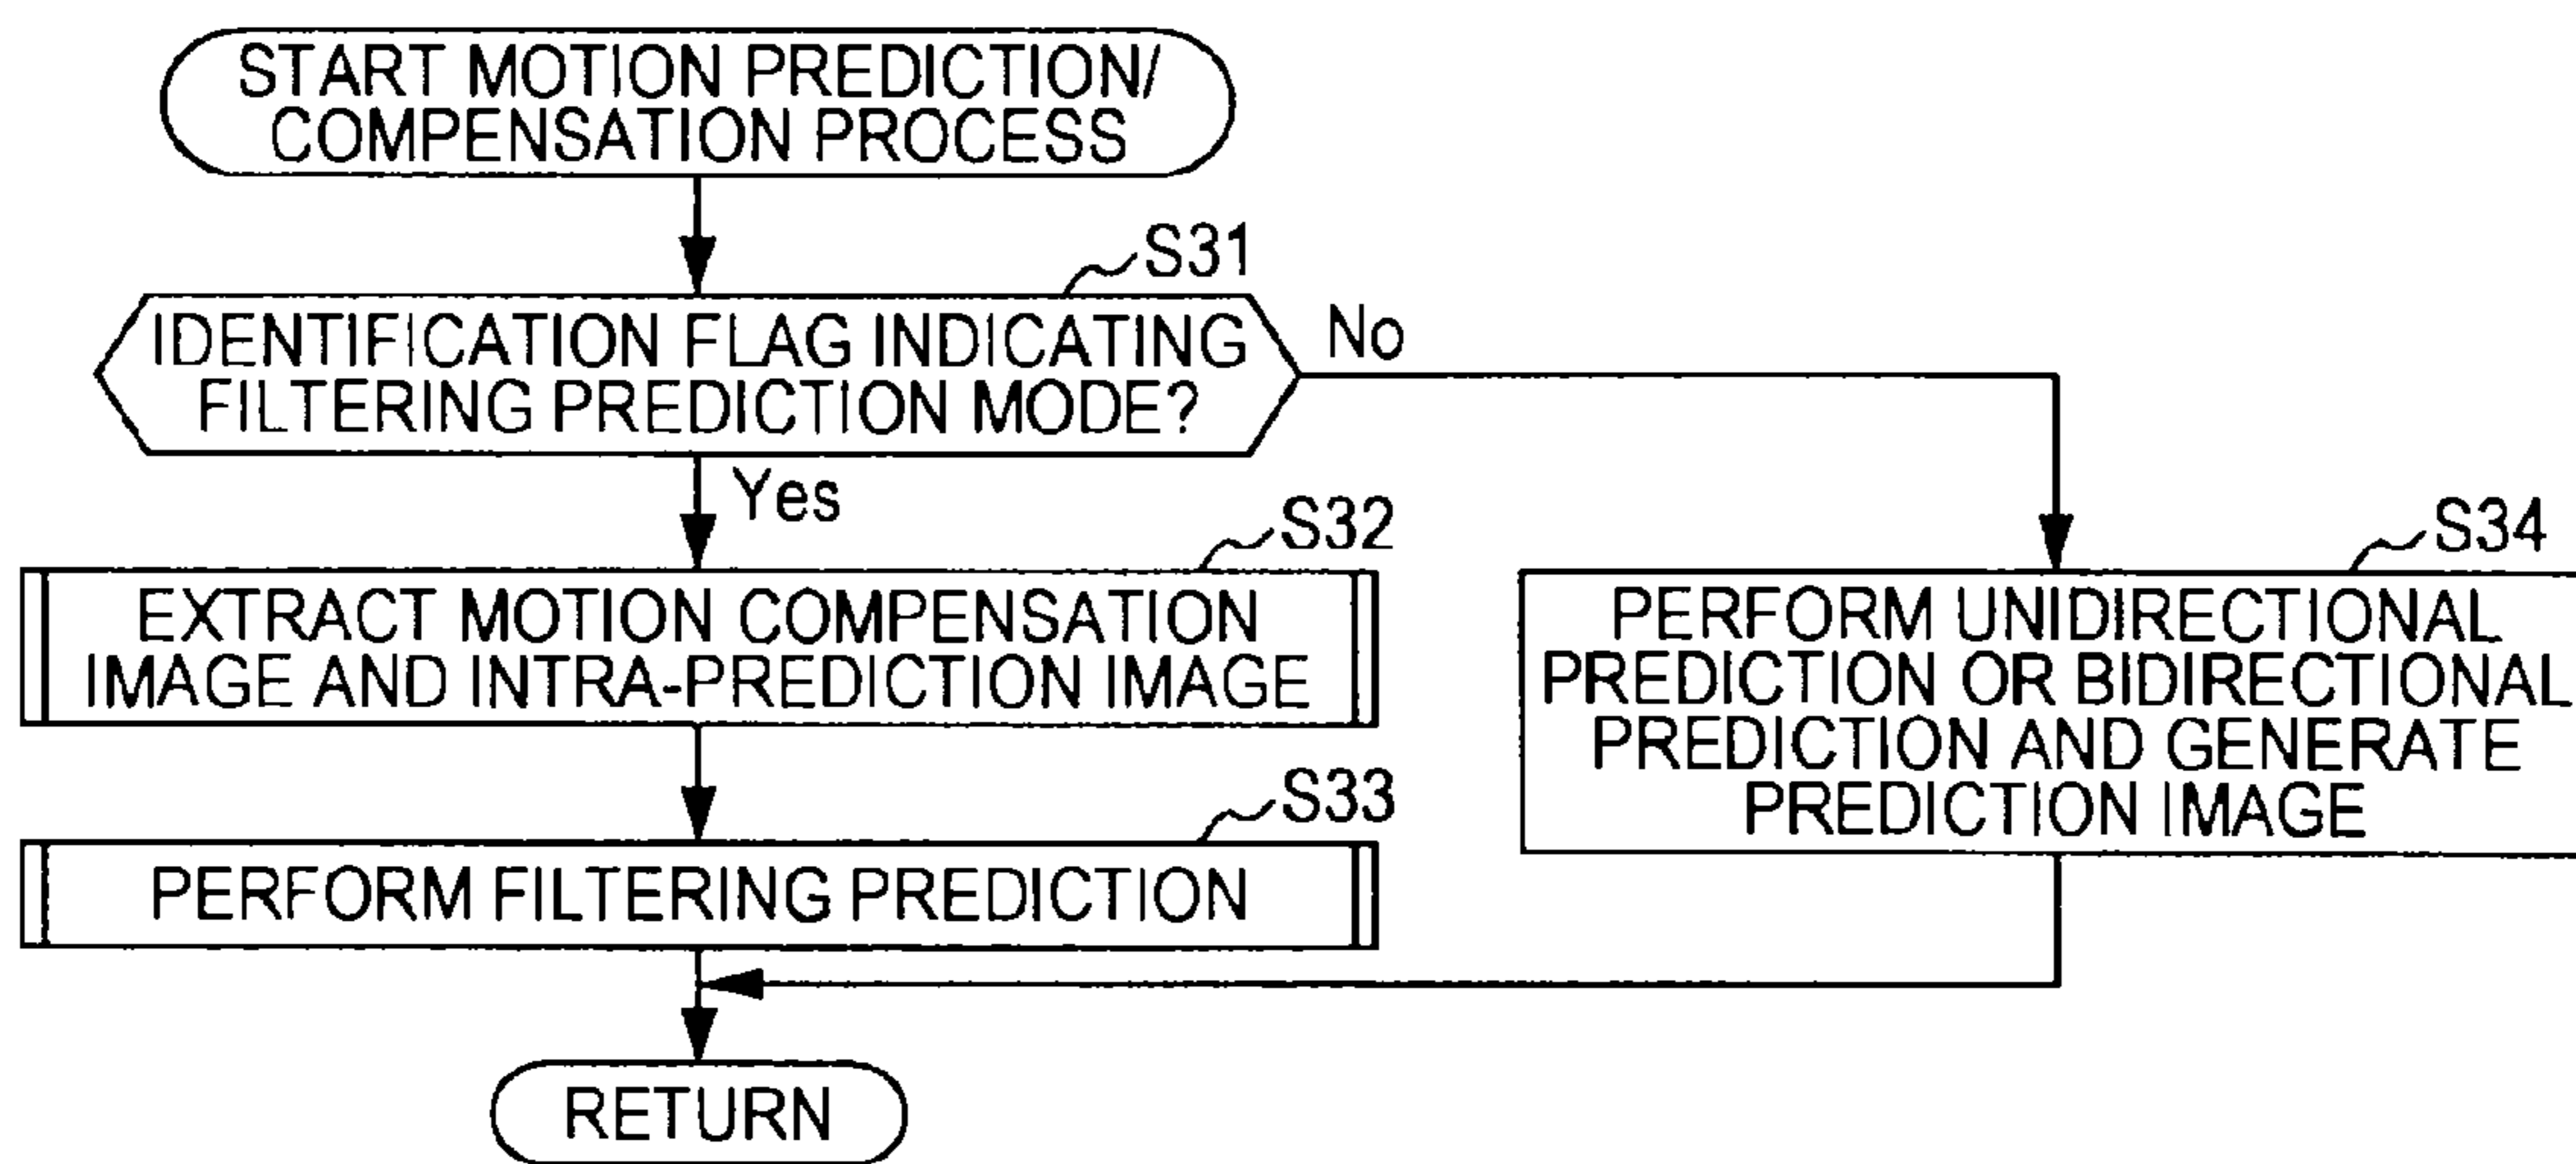 START MOTION PREDICTION/
COMPENSATION PROCESS
S31
IDENTIFICATION FLAG INDICATING
FILTERING PREDICTION MODE?
No
Yes
S32
EXTRACT MOTION COMPENSATION
IMAGE AND INTRA-PREDICTION IMAGE
S34
PERFORM UNIDIRECTIONAL
PREDICTION OR BIDIRECTIONAL
PREDICTION AND GENERATE
PREDICTION IMAGE
S33
PERFORM FILTERING PREDICTION
RETURN